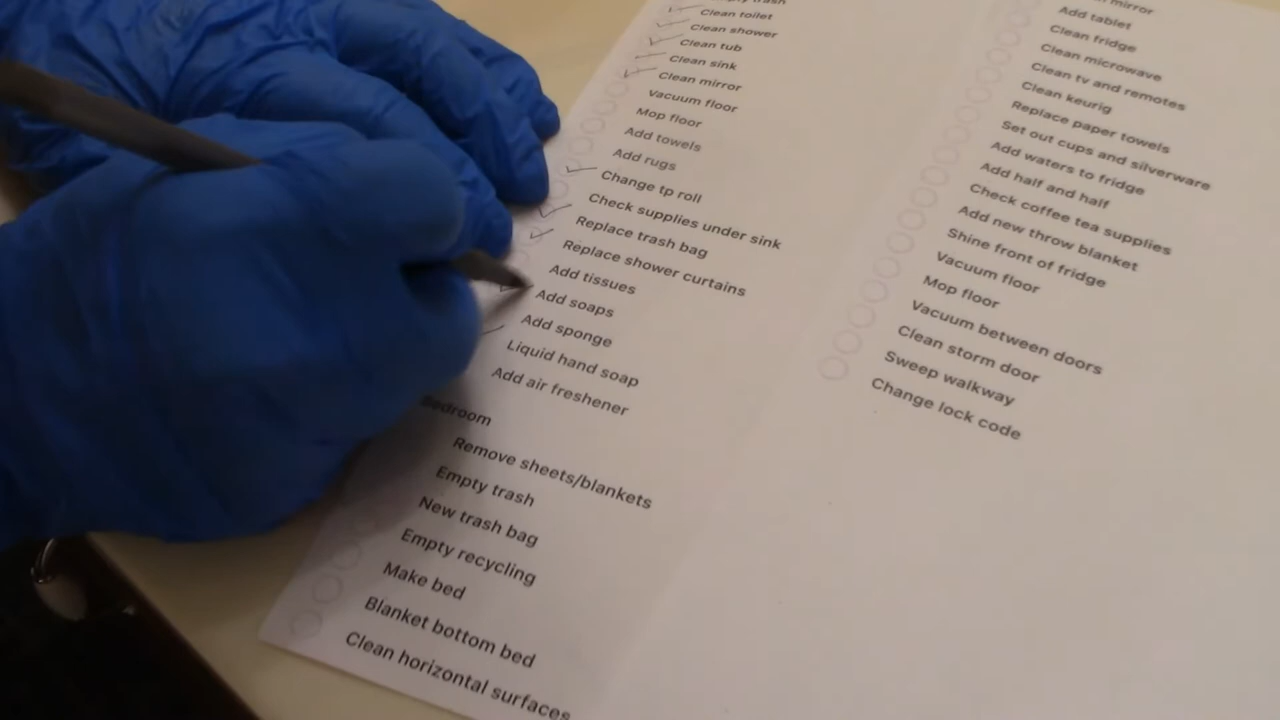 trash
Clean toilet
Clean shower
Clean tub
Clean sink
Clean mirror
Vacuum floor
Mop floor
Add towels
Add rugs
Change tp roll
Check supplies under sink
Replace trash bag
Replace shower curtains
Add tissues
Add soaps
Add sponge
Liquid hand soap
Add air freshener
Bedroom
Remove sheets/blankets
Empty trash
New trash bag
Empty recycling
Make bed
Blanket bottom bed
Clean horizontal surfaces
mirror
Add tablet
Clean fridge
Clean microwave
Clean tv and remotes
Clean keurig
Replace paper towels
Set out cups and silverware
Add waters to fridge
Add half and half
Check coffee tea supplies
Add new throw blanket
Shine front of fridge
Vacuum floor
Mop floor
Vacuum between doors
Clean storm door
Sweep walkway
Change lock code